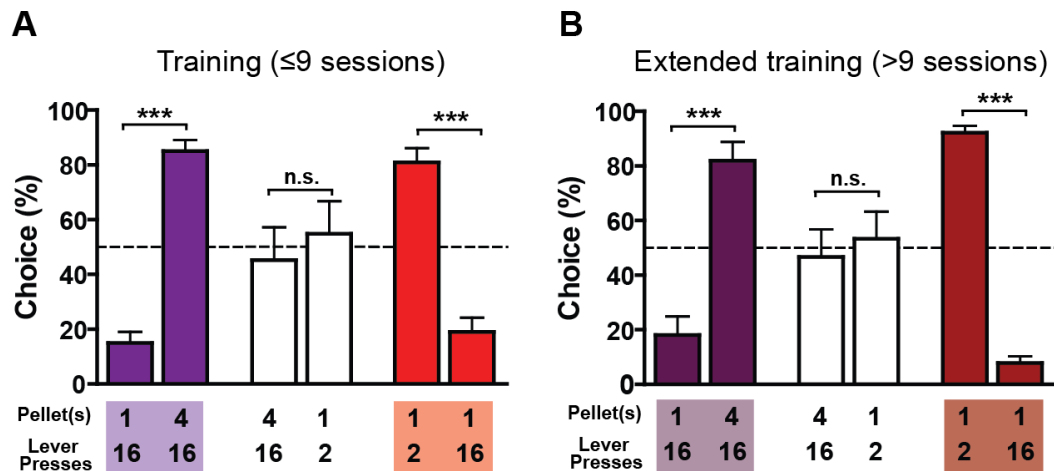 A
Training (≤9 sessions)
Choice (%)
100
80
60
40
20
0
***
n.s.
***
Pellet(s) 1 4 4 1 1 1
Lever Presses 16 16 16 2 2 16
B
Extended training (>9 sessions)
Choice (%)
100
80
60
40
20
0
***
n.s.
***
Pellet(s) 1 4 4 1 1 1
Lever Presses 16 16 16 2 2 16